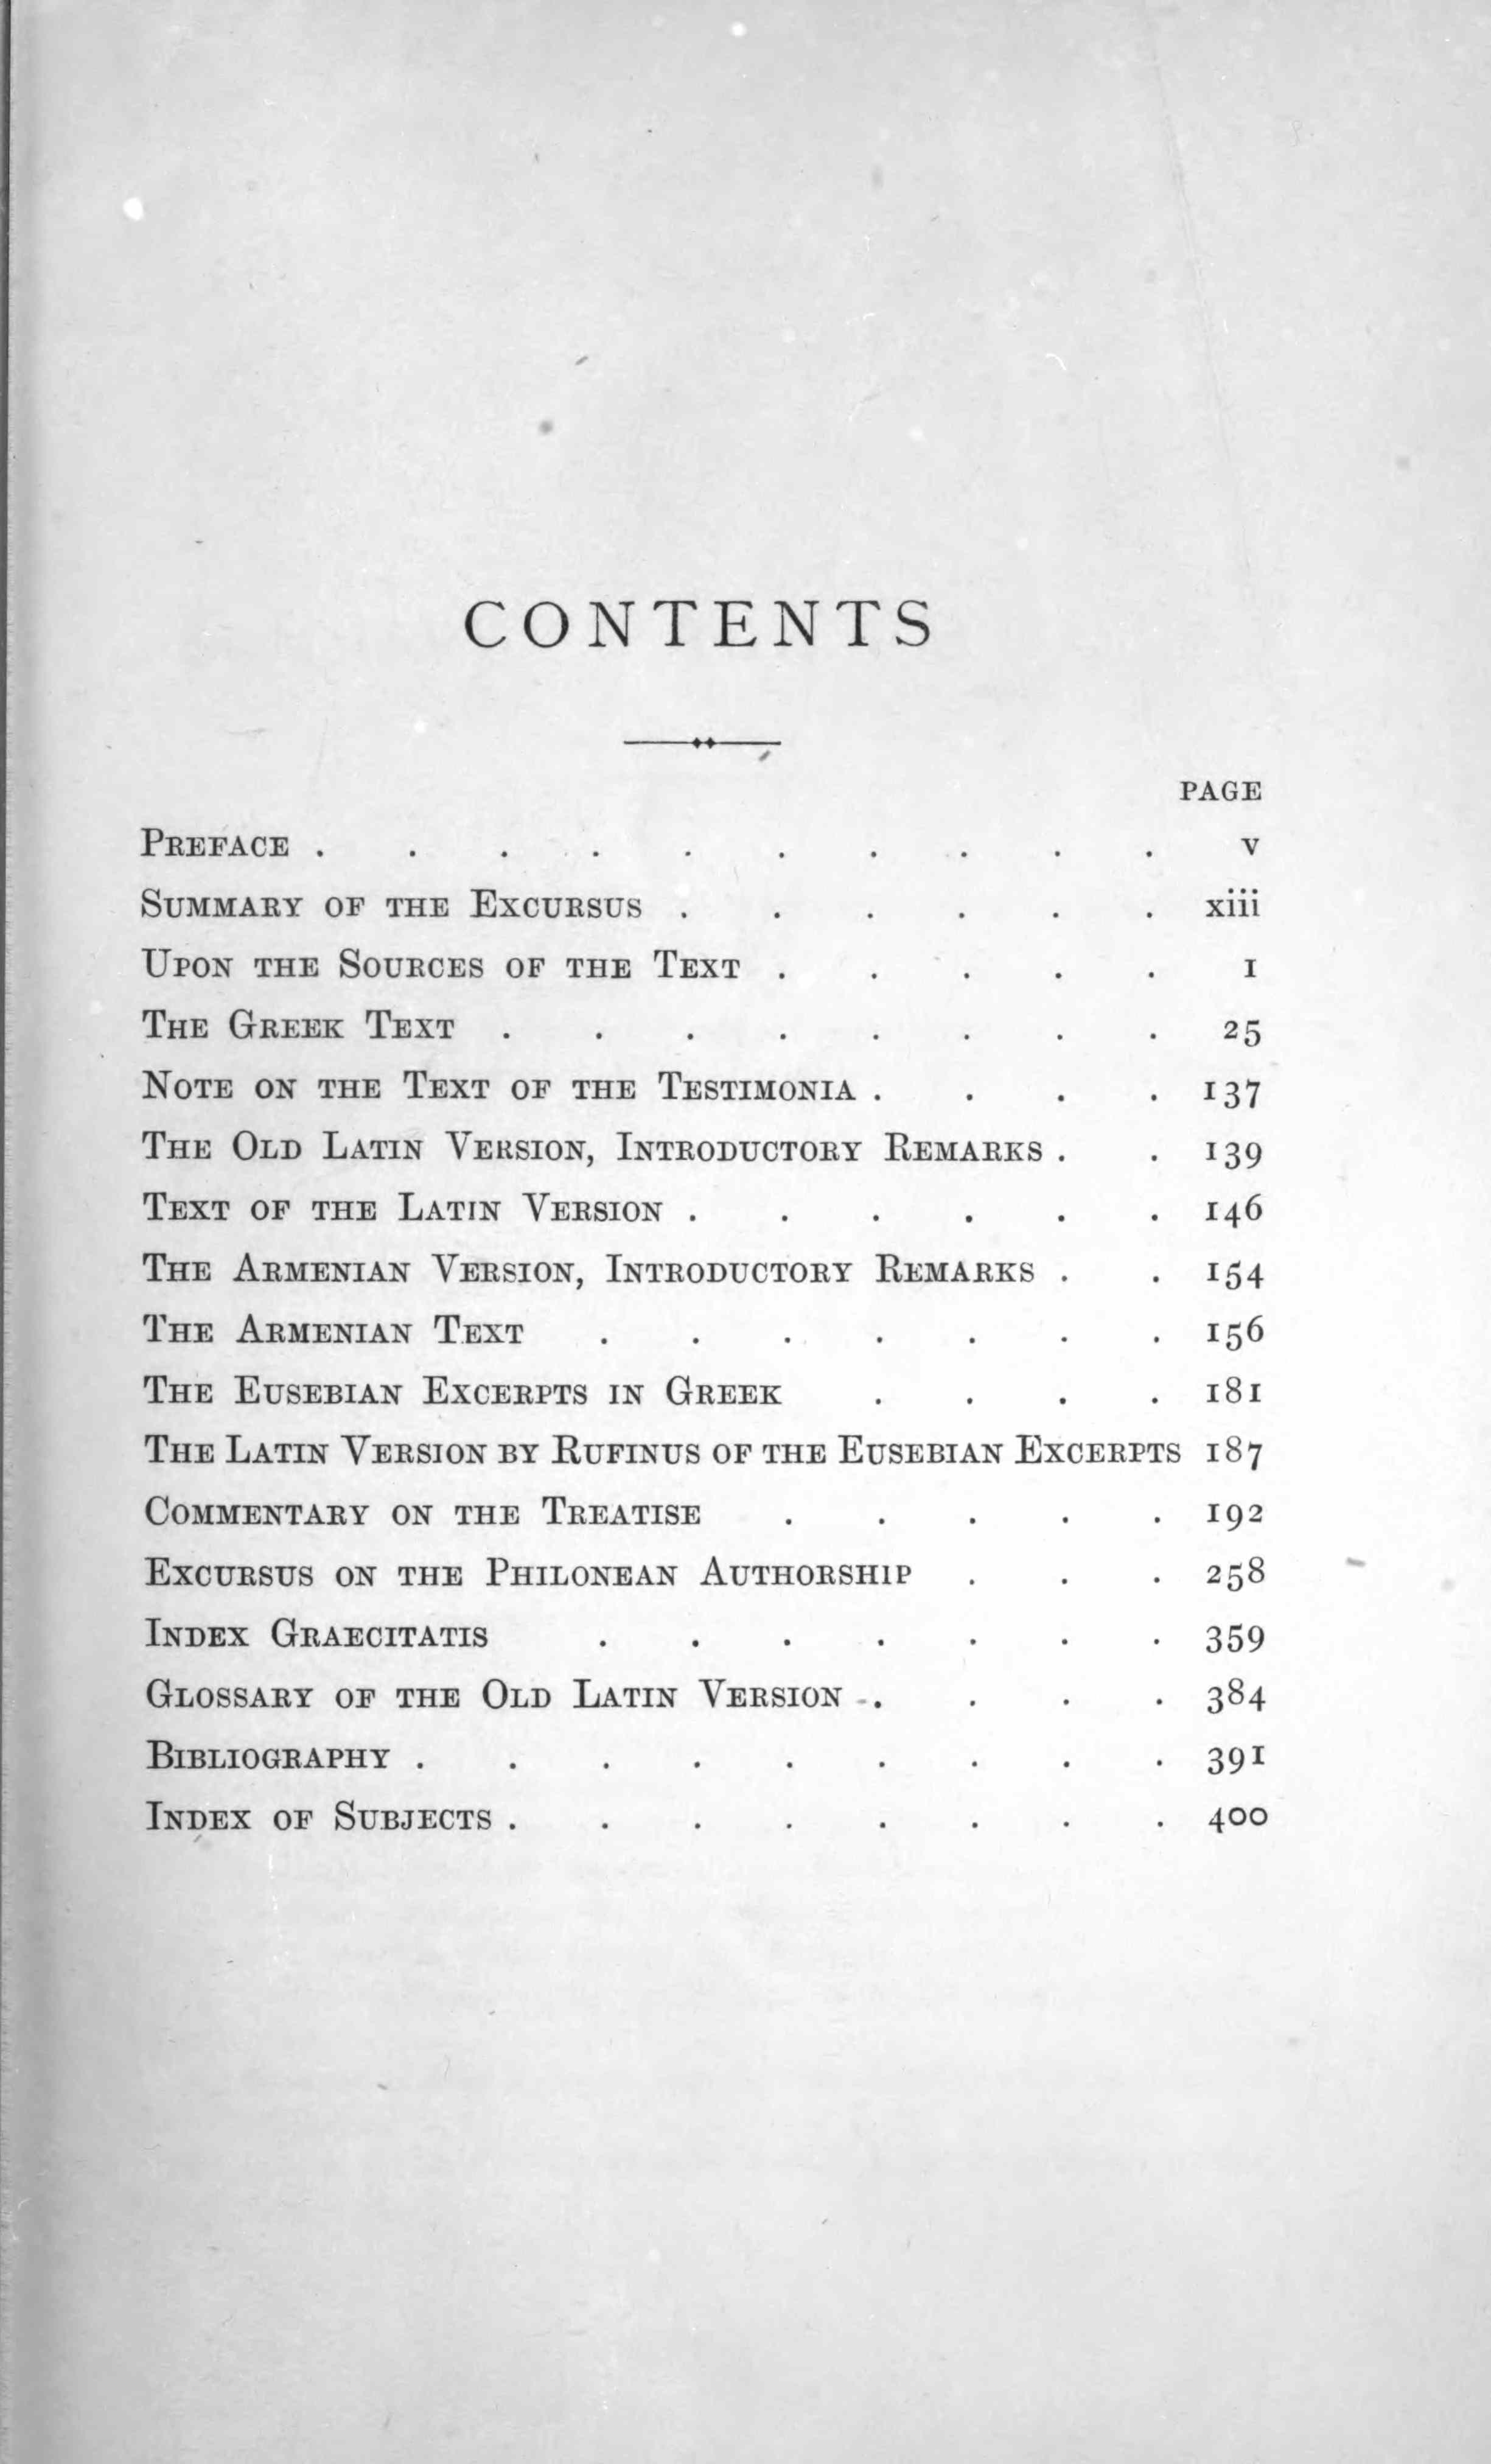 CONTENTS
PAGE
Preface . . . . . . . . . . v
Summary of the Excursus . . . . . . xiii
Upon the Sources of the Text . . . . . 1
The Greek Text . . . . . . . . 25
Note on the Text of the Testimonia . . . . 137
The Old Latin Version, Introductory Remarks . . 139
Text of the Latin Version . . . . . . 146
The Armenian Version, Introductory Remarks . . 154
The Armenian Text . . . . . . . 156
The Eusebian Excerpts in Greek . . . . 181
The Latin Version by Rufinus of the Eusebian Excerpts 187
Commentary on the Treatise . . . . . 192
Excursus on the Philonean Authorship . . . 258
Index Graecitatis . . . . . . . 359
Glossary of the Old Latin Version . . . . 384
Bibliography . . . . . . . . . 391
Index of Subjects . . . . . . . . 400